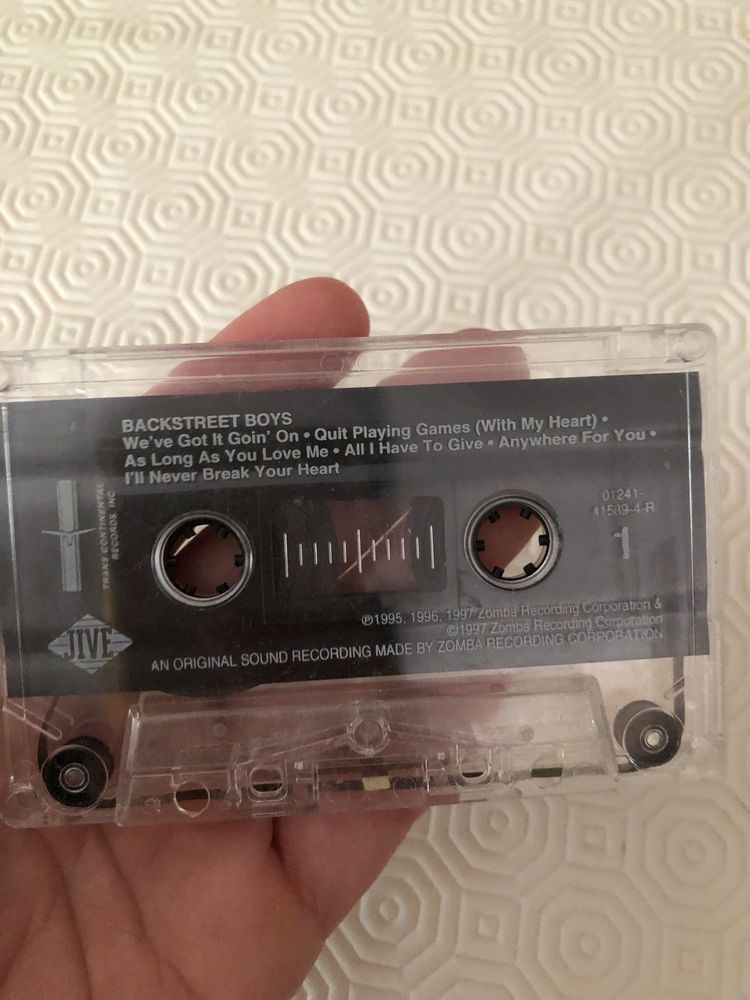 BACKSTREET BOYS
We've Got It Goin' On • Quit Playing Games (With My Heart) •
As Long As You Love Me • All I Have To Give • Anywhere For You •
I'll Never Break Your Heart
TRANS CONTINENTAL
RECORDS, INC.
01241-
41589-4-R
1
JIVE
℗1995, 1996, 1997 Zomba Recording Corporation &
©1997 Zomba Recording Corporation
AN ORIGINAL SOUND RECORDING MADE BY ZOMBA RECORDING CORPORATION